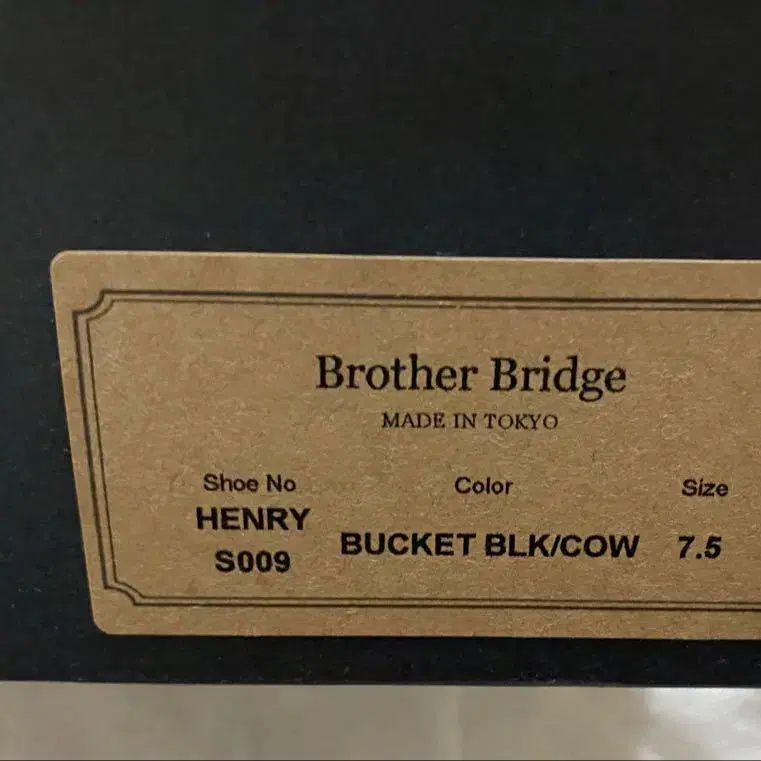 Brother Bridge
MADE IN TOKYO
Shoe No Color Size
HENRY
S009 BUCKET BLK/COW 7.5